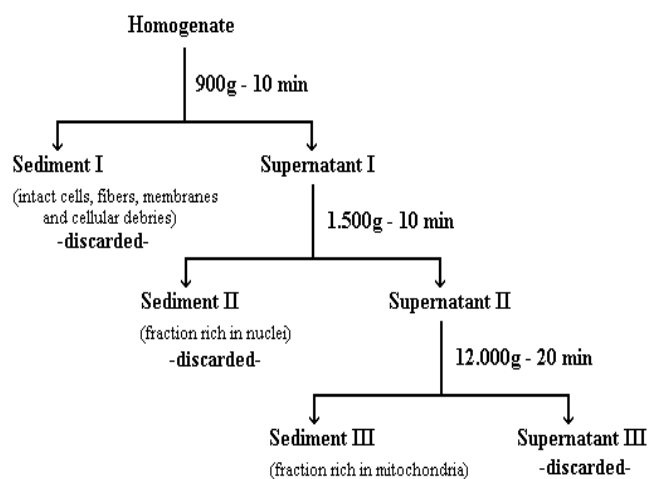 Homogenate
900g - 10 min
Sediment I
(intact cells, fibers, membranes
and cellular debries)
-discarded-
Supernatant I
1.500g - 10 min
Sediment II
(fraction rich in nuclei)
-discarded-
Supernatant II
12.000g - 20 min
Sediment III
(fraction rich in mitochondria)
Supernatant III
-discarded-